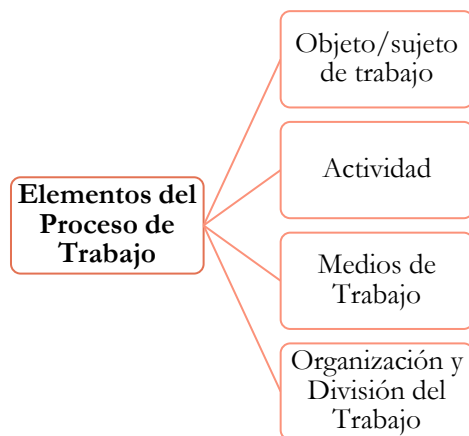 Objeto/sujeto
de trabajo
Actividad
Elementos del
Proceso de
Trabajo
Medios de
Trabajo
Organización y
División del
Trabajo